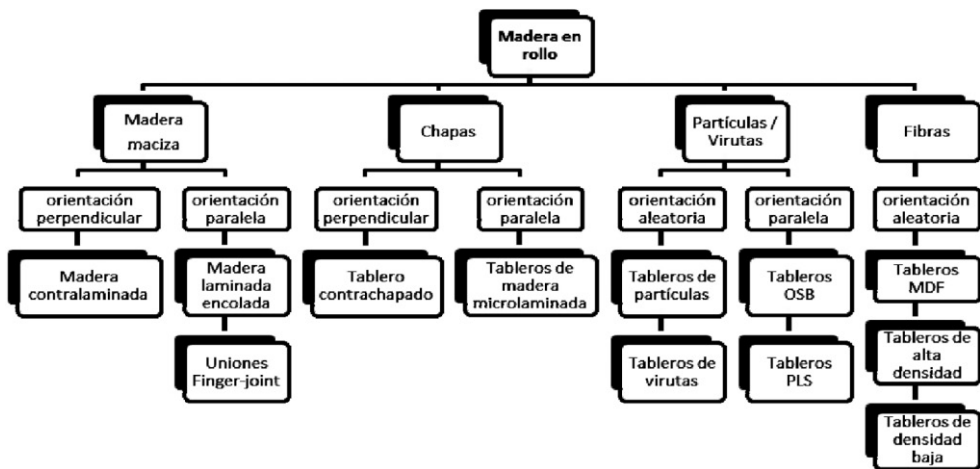 Madera en
rollo
Madera
maciza
Chapas
Partículas /
Virutas
Fibras
orientación
perpendicular
orientación
paralela
orientación
perpendicular
orientación
paralela
orientación
aleatoria
orientación
paralela
orientación
aleatoria
Madera
contralaminada
Madera
laminada
encolada
Tablero
contrachapado
Tableros de
madera
microlaminada
Tableros de
partículas
Tableros
OSB
Tableros
MDF
Uniones
Finger-joint
Tableros de
virutas
Tableros
PLS
Tableros de
alta
densidad
Tableros de
densidad
baja